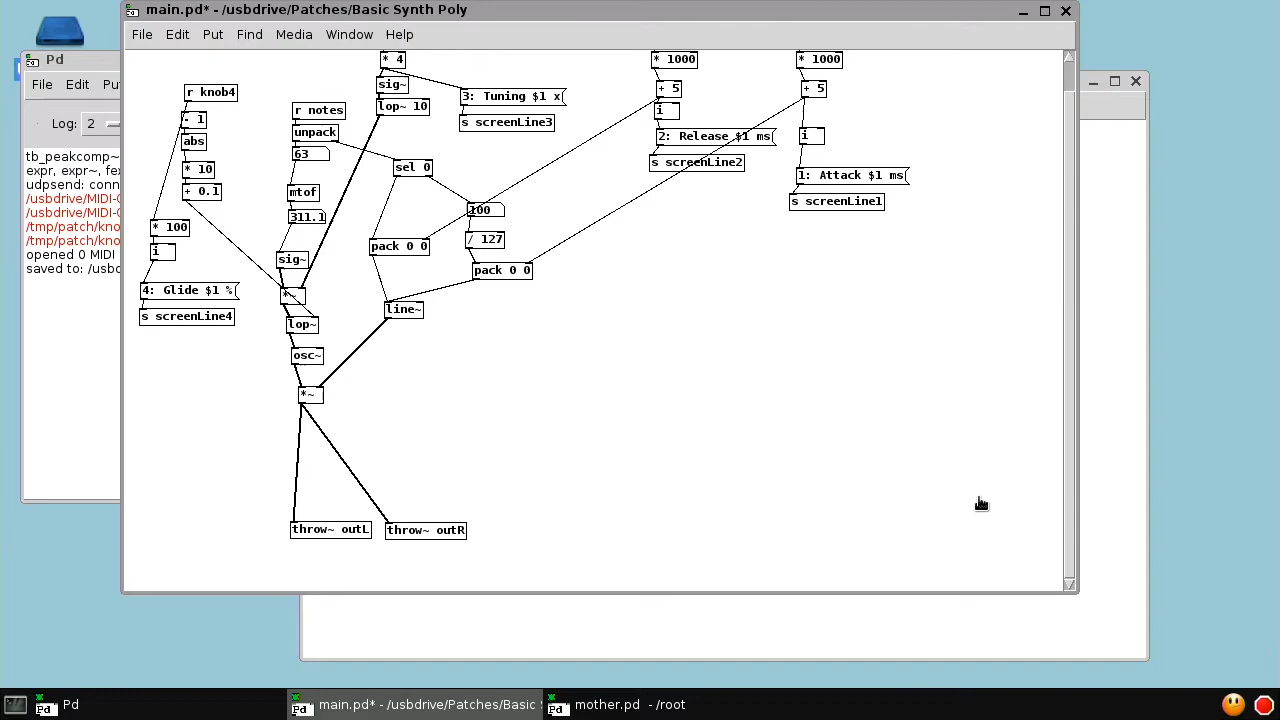 main.pd* - /usbdrive/Patches/Basic Synth Poly
File Edit Put Find Media Window Help
Pd
File Edit
Log: 2
tb_peakcomp~
expr, expr~, fex
udpsend: conn
/usbdrive/MIDI-
/usbdrive/MIDI-
/tmp/patch/kno
/tmp/patch/kno
opened 0 MIDI
saved to: /usb
* 4
sig~
lop~ 10
3: Tuning $1 x
s screenLine3
* 1000
+ 5
i
2: Release $1 ms
s screenLine2
* 1000
+ 5
i
1: Attack $1 ms
s screenLine1
r knob4
- 1
abs
* 10
+ 0.1
* 100
i
4: Glide $1 %
s screenLine4
r notes
unpack
63
mtof
311.1
sig~
*~
lop~
osc~
*~
sel 0
100
/ 127
pack 0 0
pack 0 0
line~
throw~ outL
throw~ outR
Pd
main.pd* - /usbdrive/Patches/Basic
mother.pd - /root